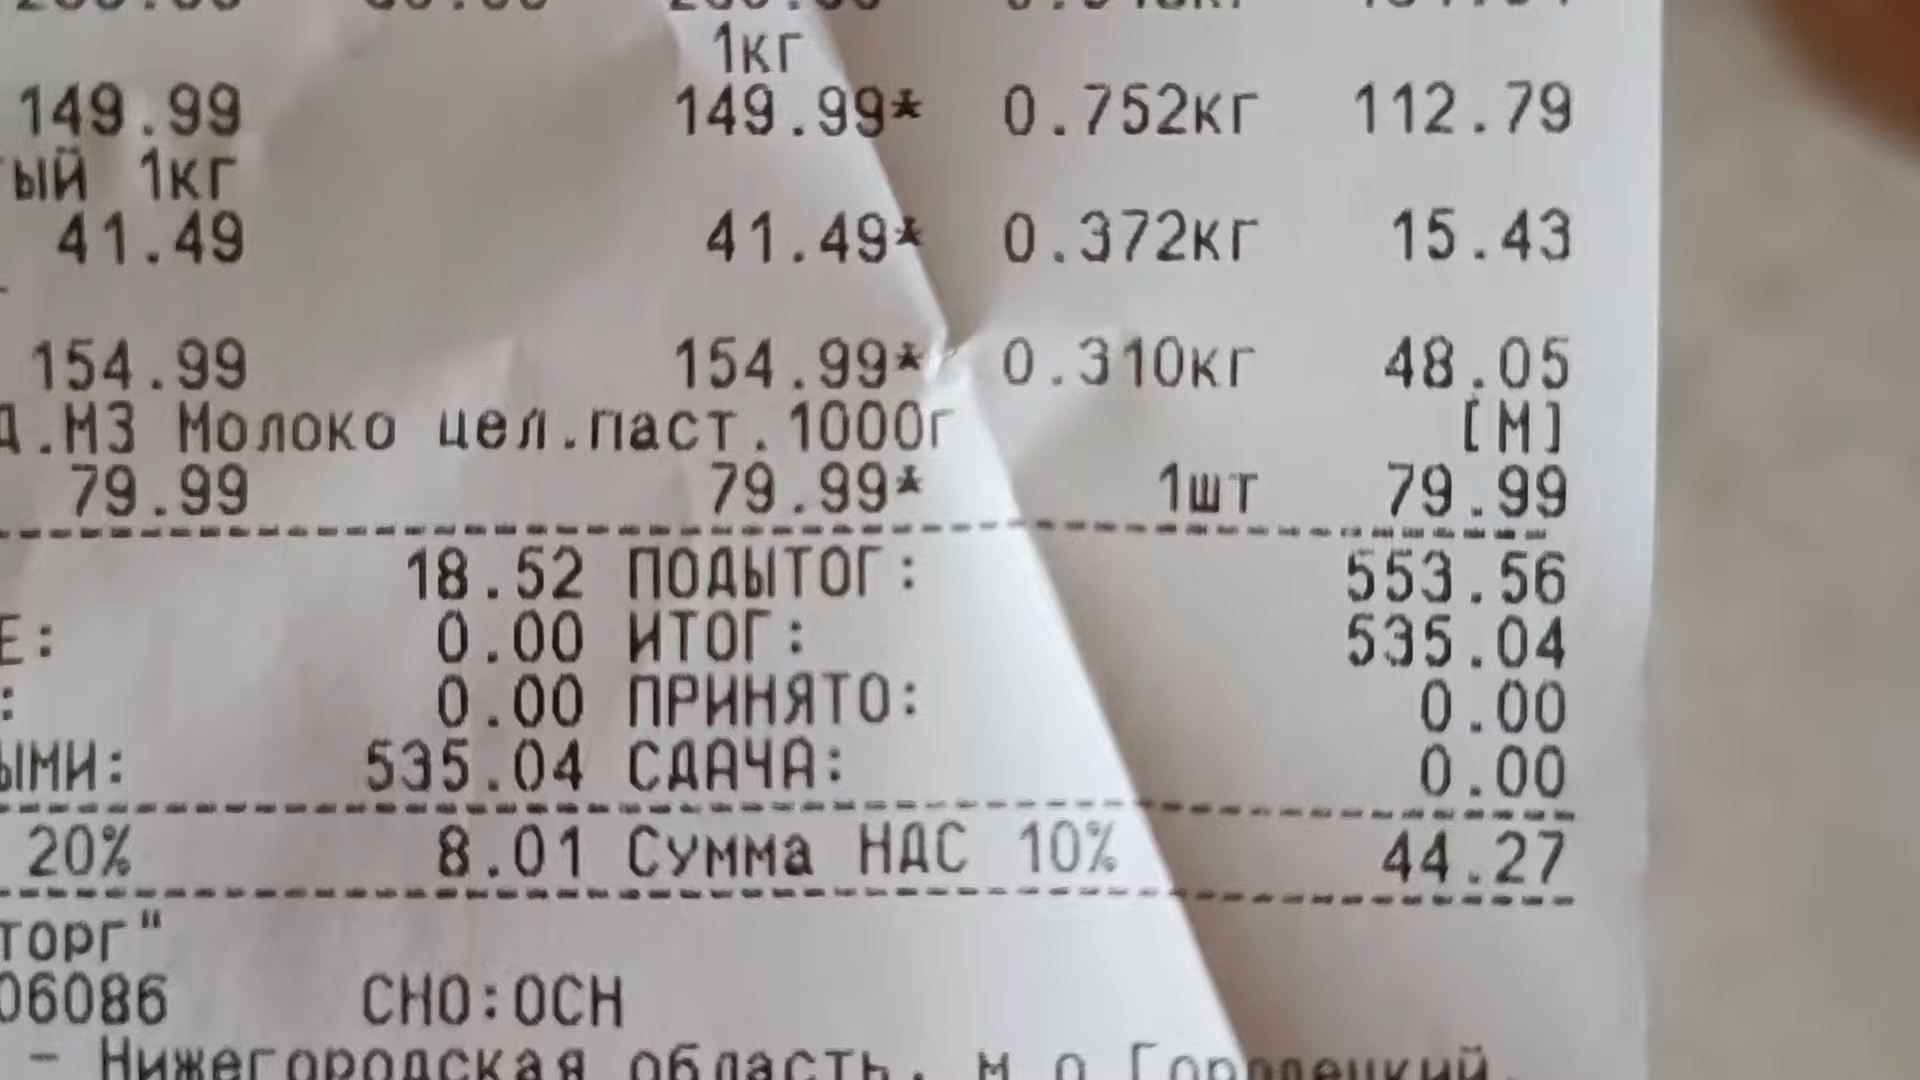 1кг
149.99 149.99* 0.752кг 112.79
тый 1кг
41.49 41.49* 0.372кг 15.43
154.99 154.99* 0.310кг 48.05
Д.МЗ Молоко цел.паст.1000г [М]
79.99 79.99* 1шт 79.99
18.52 ПОДЫТОГ: 553.56
Е: 0.00 ИТОГ: 535.04
: 0.00 ПРИНЯТО: 0.00
ЫМИ: 535.04 СДАЧА: 0.00
20% 8.01 Сумма НДС 10% 44.27
торг"
06086 СНО:ОСН
- Нижегородская область, м.о Городецкий,